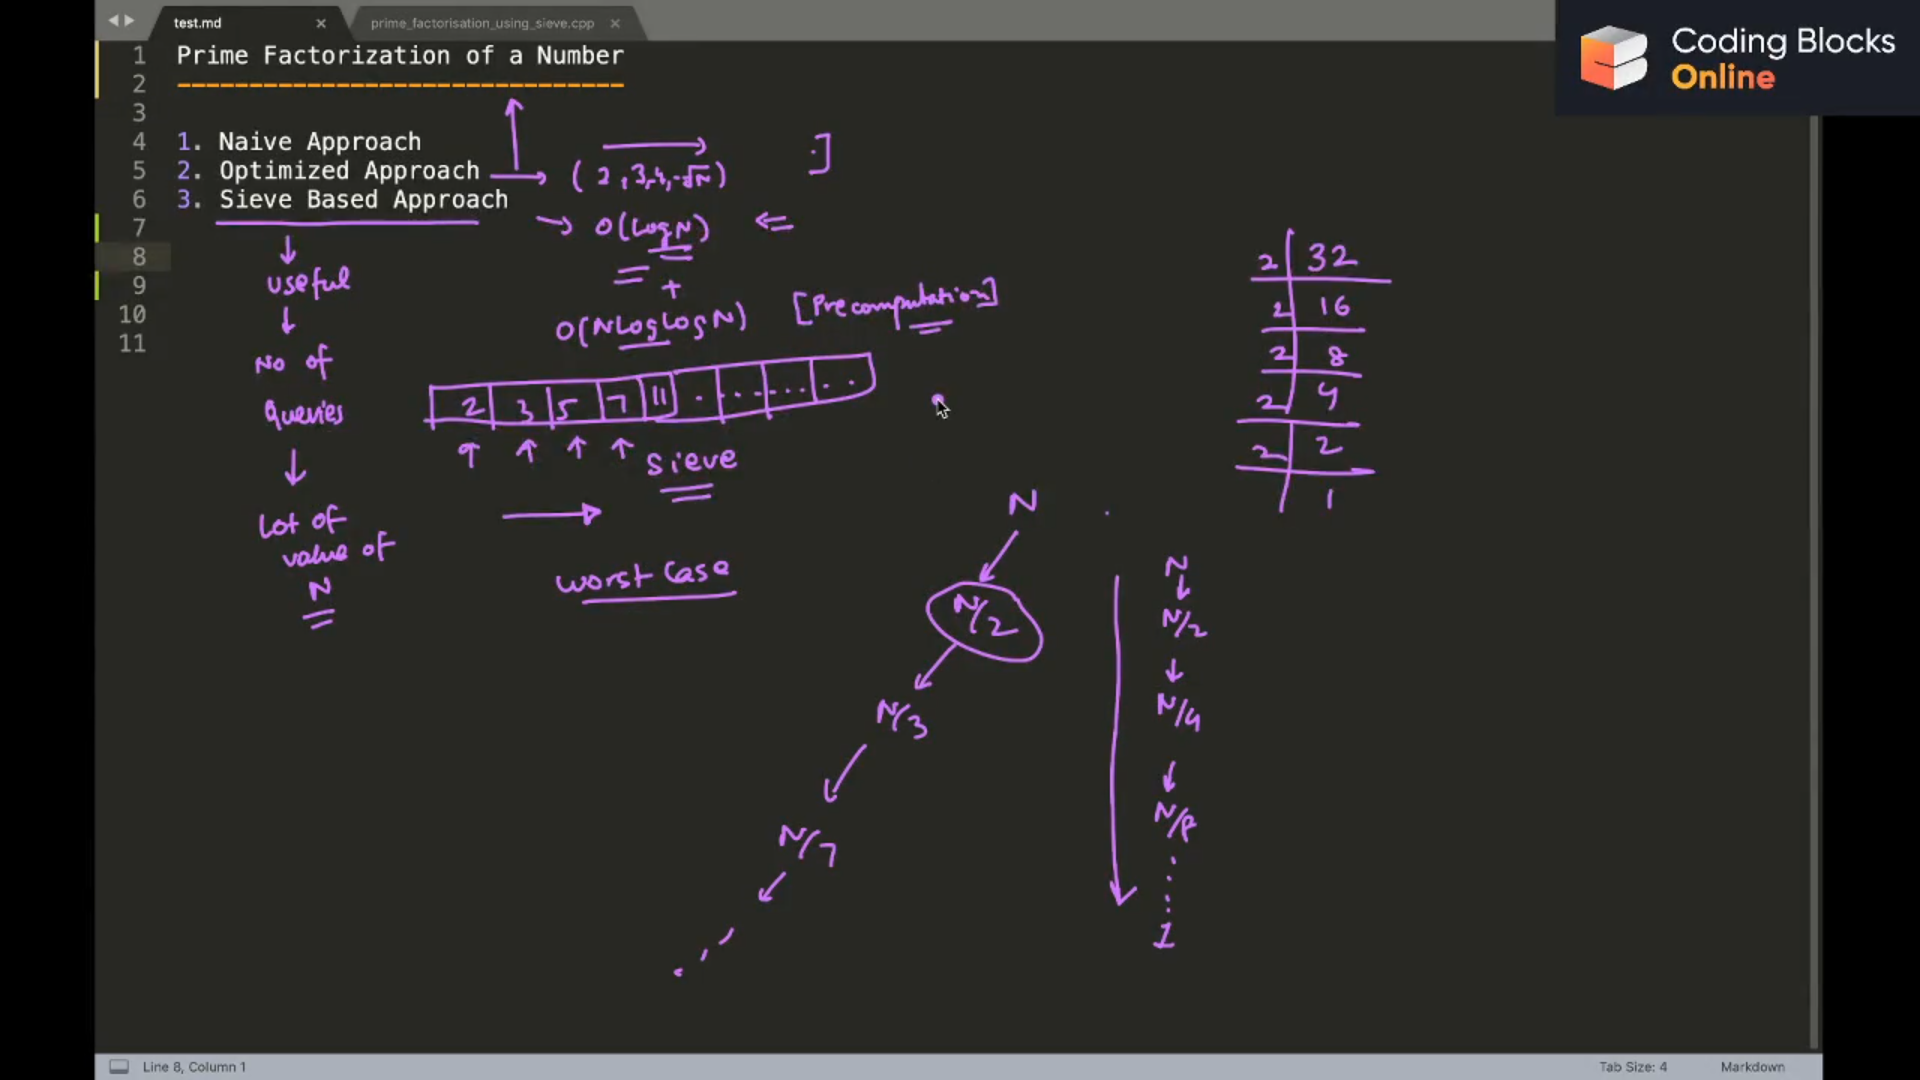 test.md
prime_factorisation_using_sieve.cpp
Coding Blocks
Online
1 Prime Factorization of a Number
2 -------------------------------
3
4 1. Naive Approach
5 2. Optimized Approach
6 3. Sieve Based Approach
7
8
9
10
11
(2,3,4,-√N)
.]
O(LogN)
+
O(NLogLogN) [Precomputation]
useful
No of
Queries
Lot of
value of
N
2 3 5 7 11 . ... ... ..
Sieve
worst case
2 32
2 16
2 8
2 4
2 2
1
N
N/2
N/3
N/7
N
N/2
N/4
N/8
1
Line 8, Column 1
Tab Size: 4
Markdown